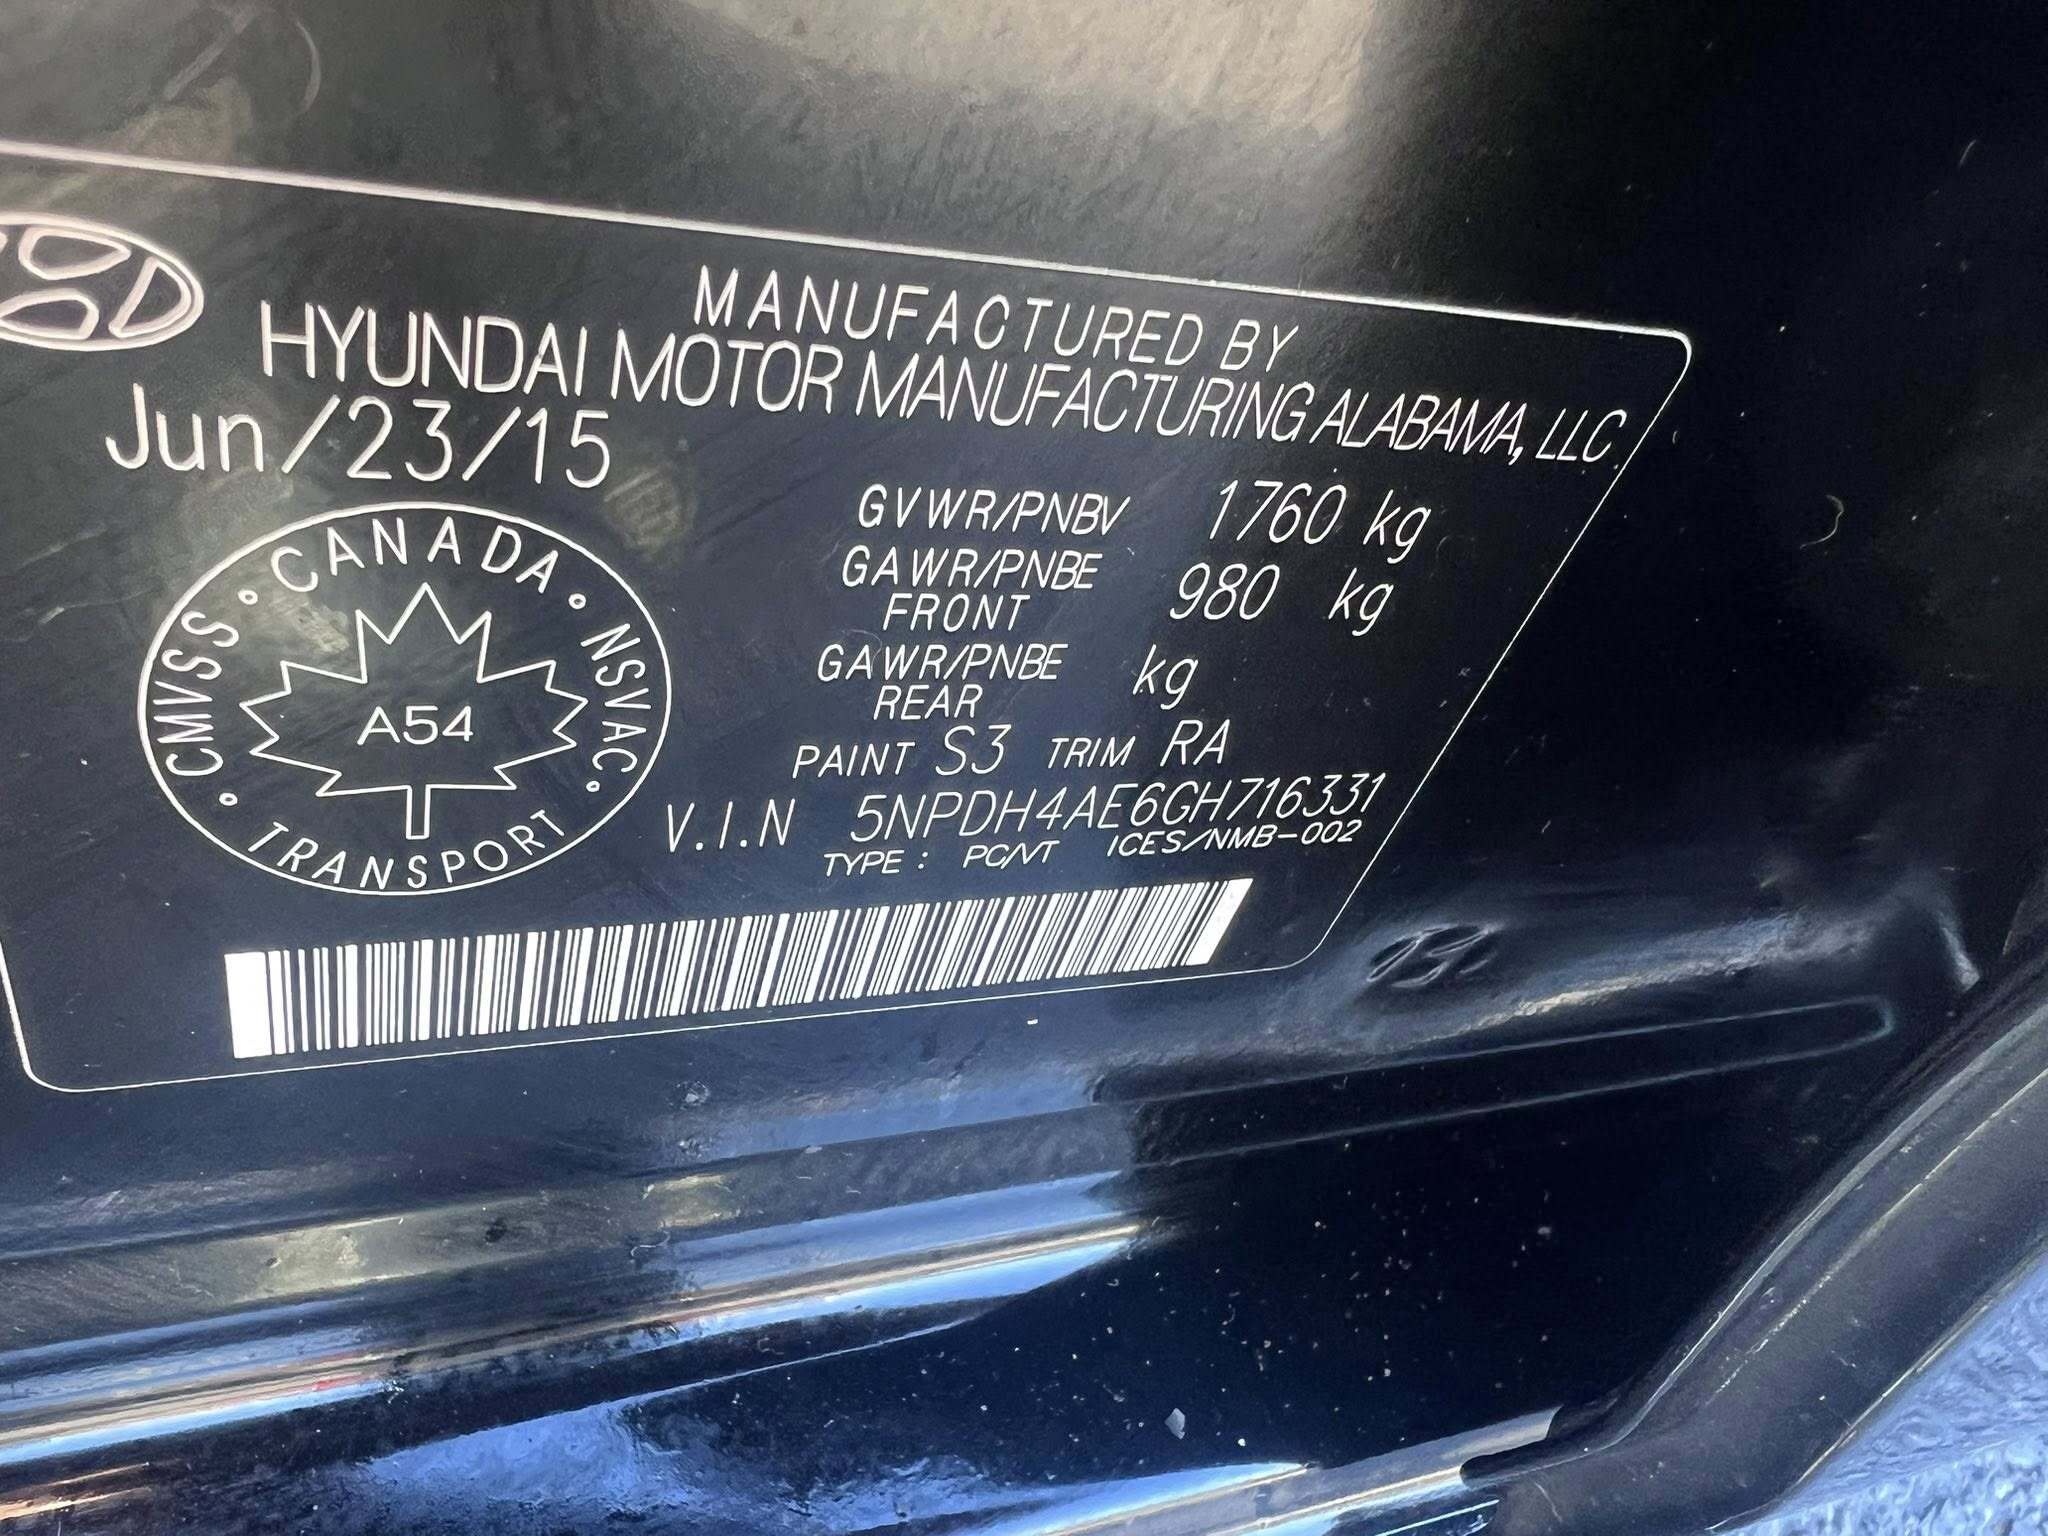 MANUFACTURED BY
HYUNDAI MOTOR MANUFACTURING ALABAMA, LLC.
Jun/23/15
GVWR/PNBV 1760 kg
GAWR/PNBE FRONT 980 kg
GAWR/PNBE REAR kg
PAINT S3 TRIM RA
V.I.N 5NPDH4AE6GH716331
TYPE : PC/VT ICES/NMB-002
CANADA
CMVSS · NSVAC
A54
TRANSPORT